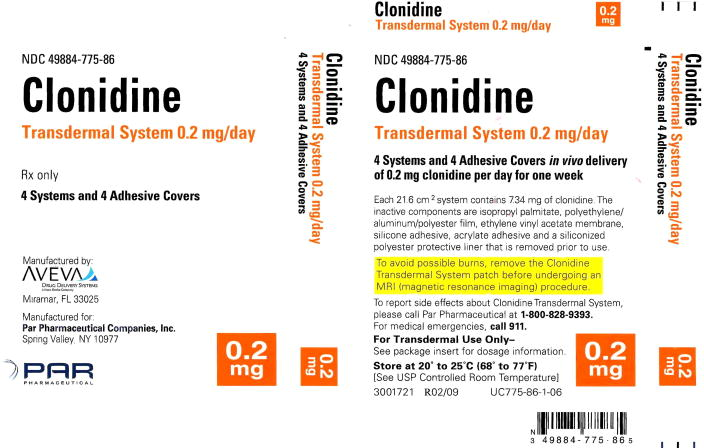 NDC 49884-775-86
Clonidine
Transdermal System 0.2 mg/day
Rx only
4 Systems and 4 Adhesive Covers
Manufactured by:
AVEVA
DRUG DELIVERY SYSTEMS
Miramar, FL 33025
Manufactured for:
Par Pharmaceutical Companies, Inc.
Spring Valley, NY 10977
PAR
PHARMACEUTICAL
0.2
mg
Clonidine
Transdermal System 0.2 mg/day
4 Systems and 4 Adhesive Covers
0.2
mg
Clonidine
Transdermal System 0.2 mg/day
0.2
mg
NDC 49884-775-86
Clonidine
Transdermal System 0.2 mg/day
4 Systems and 4 Adhesive Covers in vivo delivery
of 0.2 mg clonidine per day for one week
Each 21.6 cm² system contains 7.34 mg of clonidine. The
inactive components are isopropyl palmitate, polyethylene/
aluminum/polyester film, ethylene vinyl acetate membrane,
silicone adhesive, acrylate adhesive and a siliconized
polyester protective liner that is removed prior to use.
To avoid possible burns, remove the Clonidine
Transdermal System patch before undergoing an
MRI (magnetic resonance imaging) procedure.
To report side effects about Clonidine Transdermal System,
please call Par Pharmaceutical at 1-800-828-9393.
For medical emergencies, call 911.
For Transdermal Use Only–
See package insert for dosage information.
Store at 20˚ to 25˚C (68˚ to 77˚F)
[See USP Controlled Room Temperature]
3001721 R02/09 UC775-86-1-06
0.2
mg
Clonidine
Transdermal System 0.2 mg/day
4 Systems and 4 Adhesive Covers
0.2
mg
N
3 49884-775-86 5